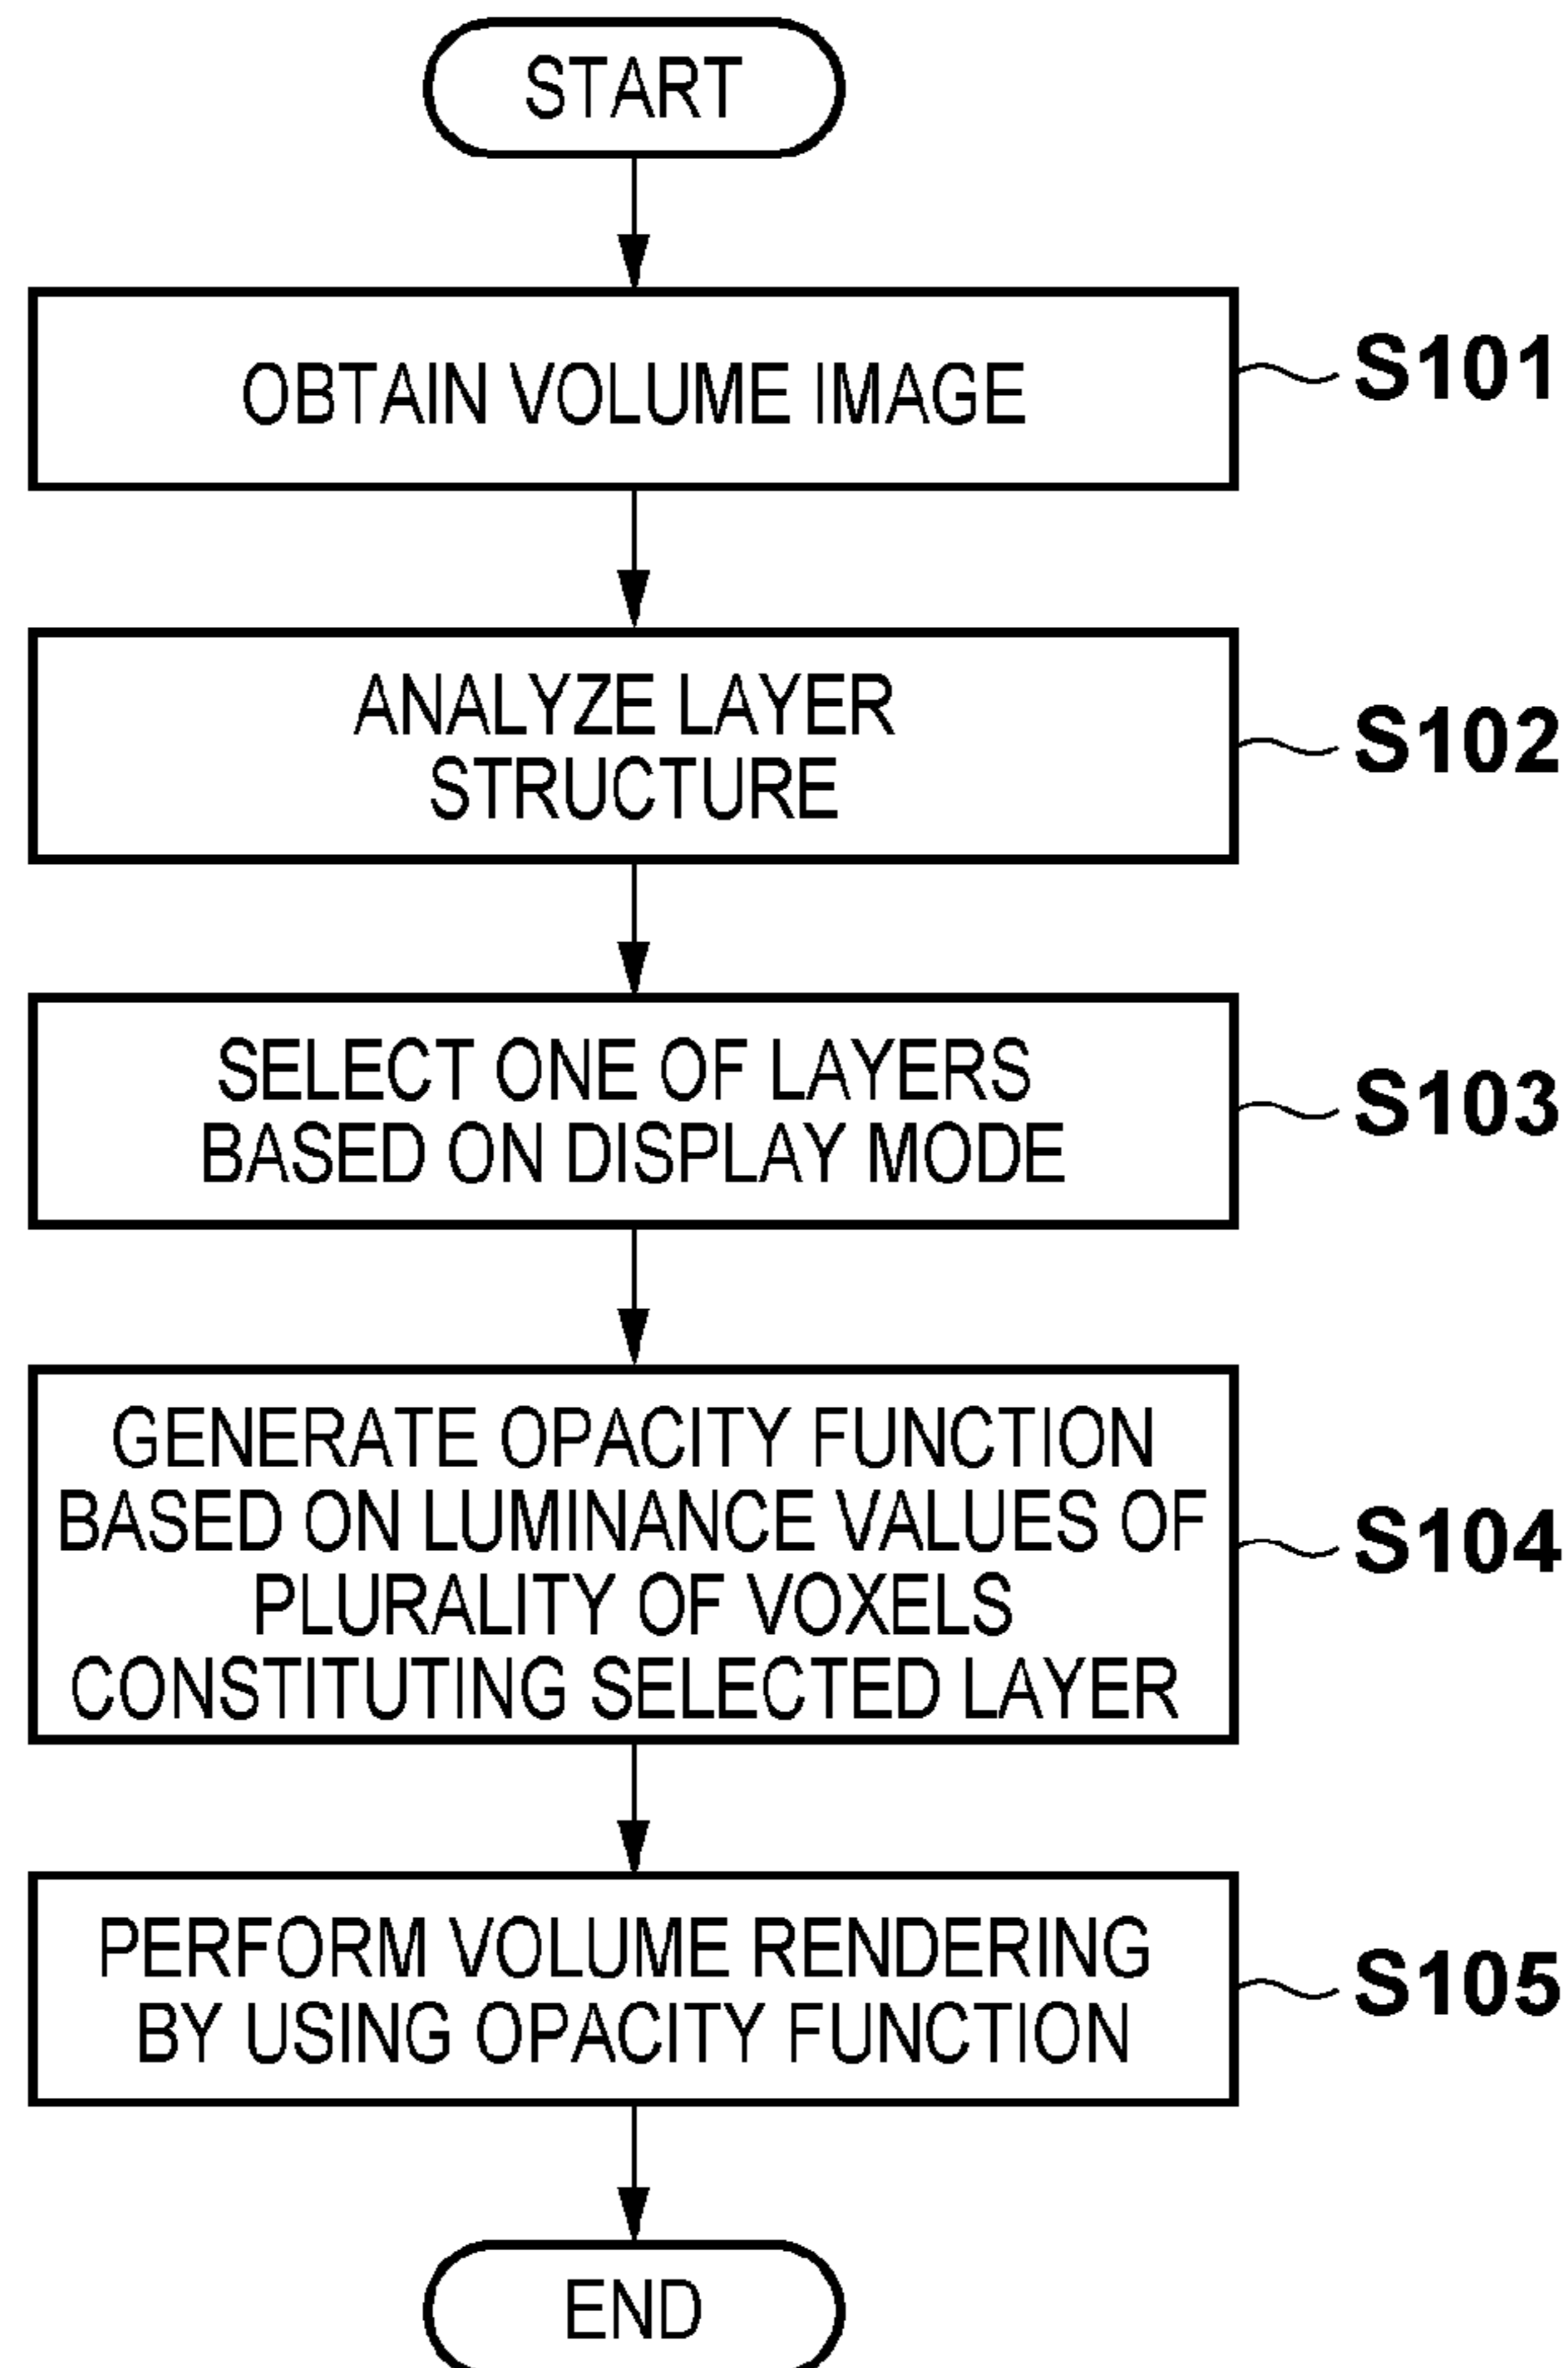 START
OBTAIN VOLUME IMAGE
S101
ANALYZE LAYER
STRUCTURE
S102
SELECT ONE OF LAYERS
BASED ON DISPLAY MODE
S103
GENERATE OPACITY FUNCTION
BASED ON LUMINANCE VALUES OF
PLURALITY OF VOXELS
CONSTITUTING SELECTED LAYER
S104
PERFORM VOLUME RENDERING
BY USING OPACITY FUNCTION
S105
END